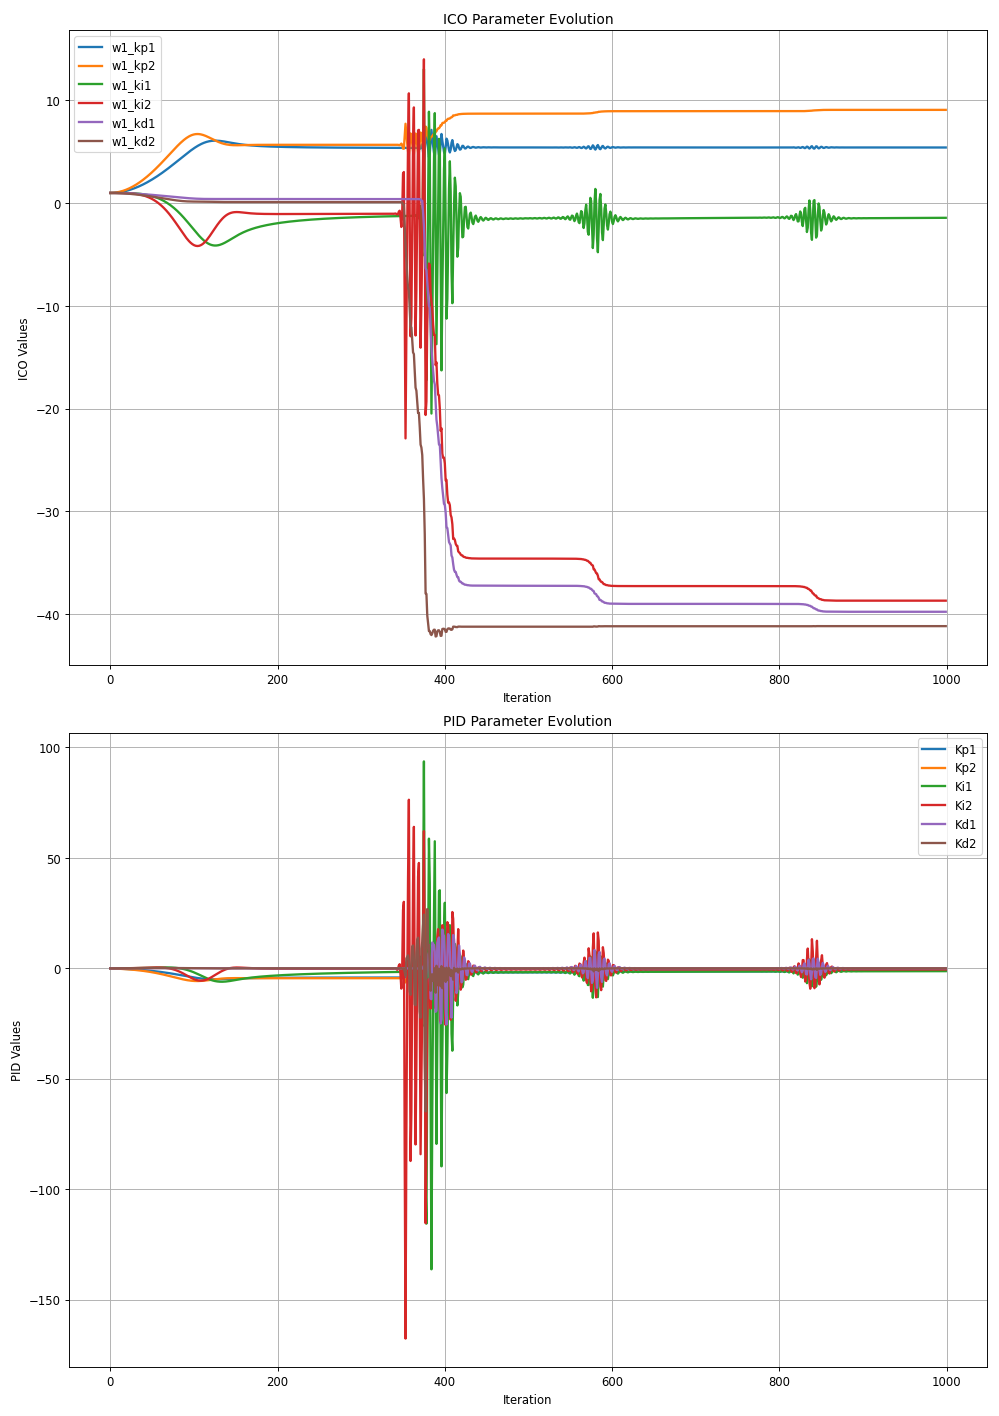 ICO Parameter Evolution
w1_kp1
w1_kp2
w1_ki1
w1_ki2
w1_kd1
w1_kd2
10
0
−10
−20
−30
−40
ICO Values
0 200 400 600 800 1000
Iteration
PID Parameter Evolution
Kp1
Kp2
Ki1
Ki2
Kd1
Kd2
100
50
0
−50
−100
−150
PID Values
0 200 400 600 800 1000
Iteration